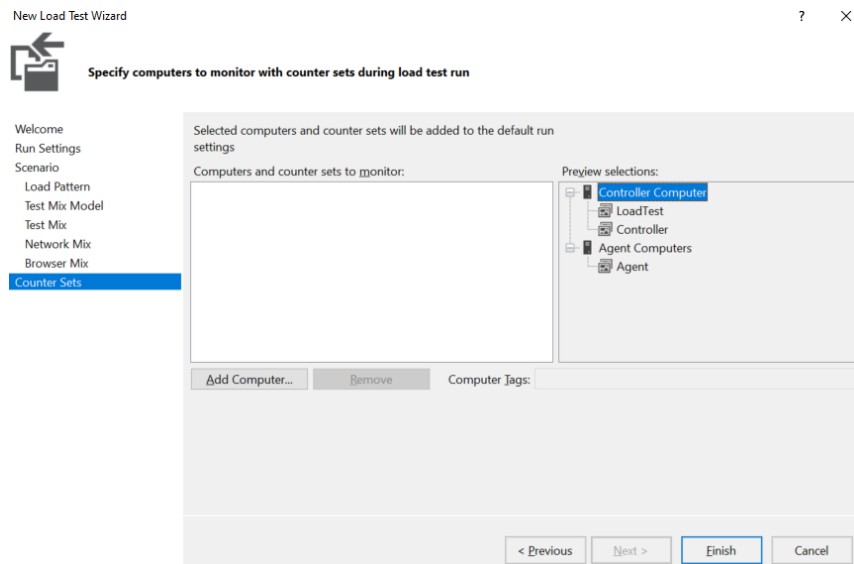 New Load Test Wizard
?
Specify computers to monitor with counter sets during load test run
Welcome
Run Settings
Scenario
Load Pattern
Test Mix Model
Test Mix
Network Mix
Browser Mix
Counter Sets
Selected computers and counter sets will be added to the default run
settings
Computers and counter sets to monitor:
Preview selections:
Controller Computer
LoadTest
Controller
Agent Computers
Agent
Add Computer...
Remove
Computer Tags:
< Previous
Next >
Finish
Cancel